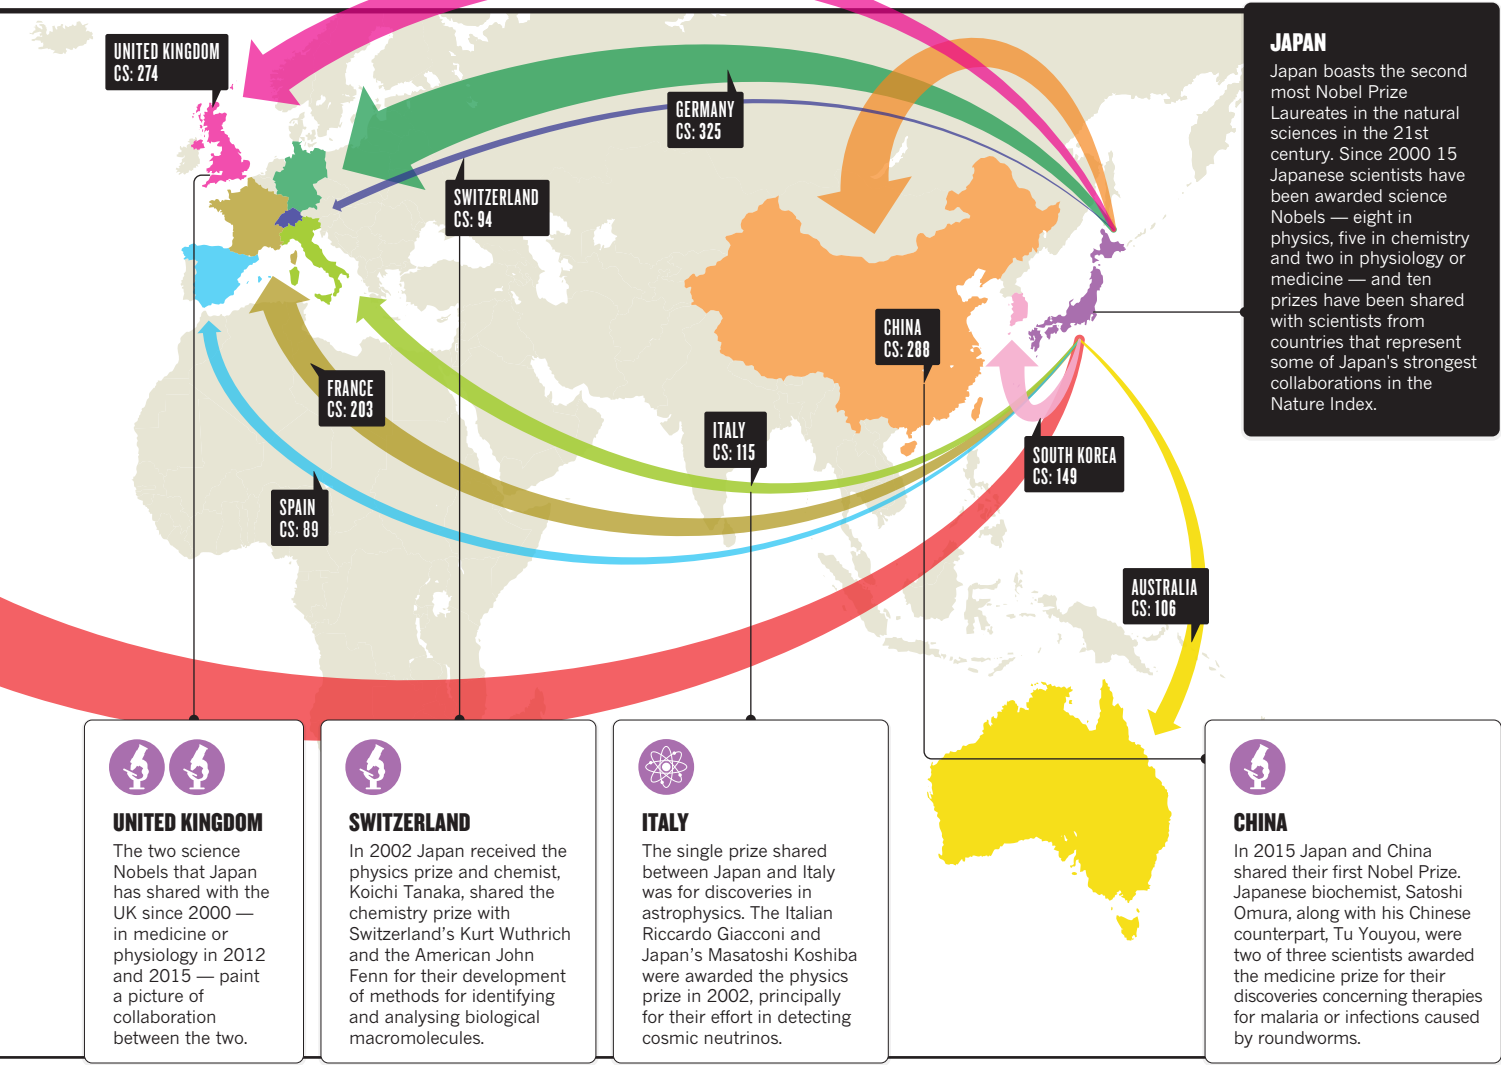 UNITED KINGDOM
CS: 274
GERMANY
CS: 325
SWITZERLAND
CS: 94
CHINA
CS: 288
FRANCE
CS: 203
ITALY
CS: 115
SOUTH KOREA
CS: 149
SPAIN
CS: 89
AUSTRALIA
CS: 106
JAPAN
Japan boasts the second
most Nobel Prize
Laureates in the natural
sciences in the 21st
century. Since 2000 15
Japanese scientists have
been awarded science
Nobels — eight in
physics, five in chemistry
and two in physiology or
medicine — and ten
prizes have been shared
with scientists from
countries that represent
some of Japan's strongest
collaborations in the
Nature Index.
UNITED KINGDOM
The two science
Nobels that Japan
has shared with the
UK since 2000 —
in medicine or
physiology in 2012
and 2015 — paint
a picture of
collaboration
between the two.
SWITZERLAND
In 2002 Japan received the
physics prize and chemist,
Koichi Tanaka, shared the
chemistry prize with
Switzerland’s Kurt Wuthrich
and the American John
Fenn for their development
of methods for identifying
and analysing biological
macromolecules.
ITALY
The single prize shared
between Japan and Italy
was for discoveries in
astrophysics. The Italian
Riccardo Giacconi and
Japan’s Masatoshi Koshiba
were awarded the physics
prize in 2002, principally
for their effort in detecting
cosmic neutrinos.
CHINA
In 2015 Japan and China
shared their first Nobel Prize.
Japanese biochemist, Satoshi
Omura, along with his Chinese
counterpart, Tu Youyou, were
two of three scientists awarded
the medicine prize for their
discoveries concerning therapies
for malaria or infections caused
by roundworms.